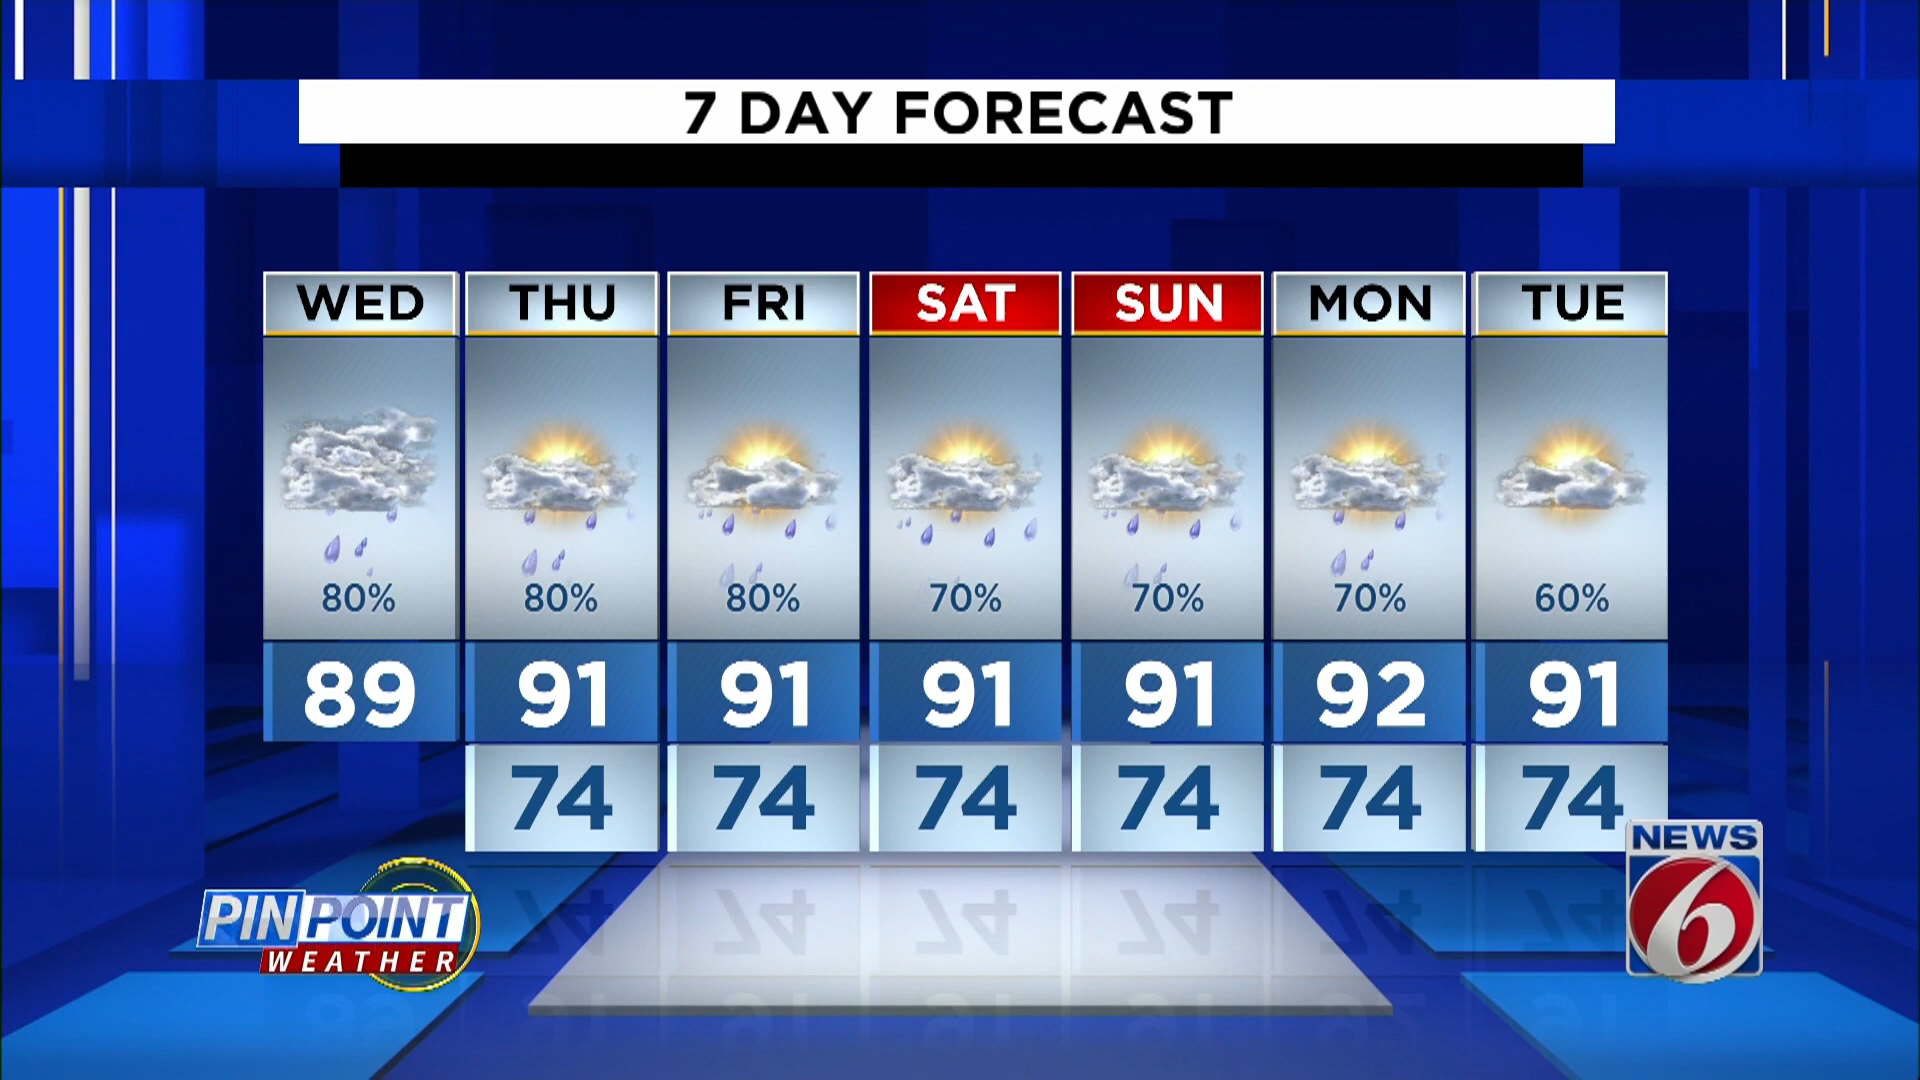 7 DAY FORECAST
WED THU FRI SAT SUN MON TUE
80% 80% 80% 70% 70% 70% 60%
89 91 91 91 91 92 91
74 74 74 74 74 74
NEWS
6
PINPOINT
WEATHER